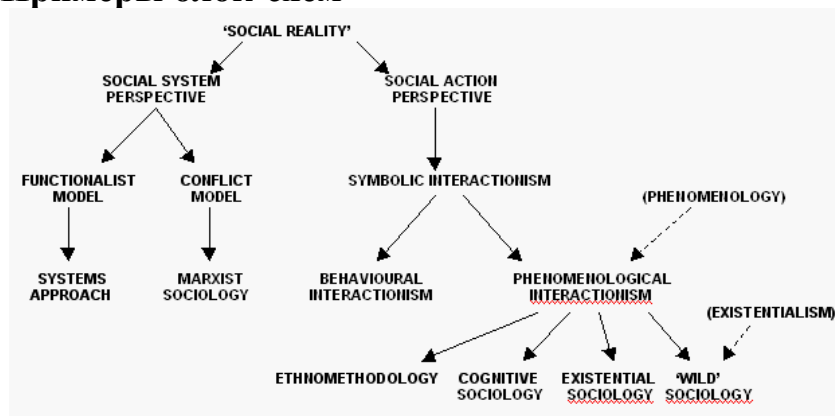 Примеры блок-схем
‘SOCIAL REALITY’
SOCIAL SYSTEM
PERSPECTIVE
SOCIAL ACTION
PERSPECTIVE
FUNCTIONALIST
MODEL
CONFLICT
MODEL
SYMBOLIC INTERACTIONISM
(PHENOMENOLOGY)
SYSTEMS
APPROACH
MARXIST
SOCIOLOGY
BEHAVIOURAL
INTERACTIONISM
PHENOMENOLOGICAL
INTERACTIONISM
(EXISTENTIALISM)
ETHNOMETHODOLOGY
COGNITIVE
SOCIOLOGY
EXISTENTIAL
SOCIOLOGY
‘WILD’
SOCIOLOGY